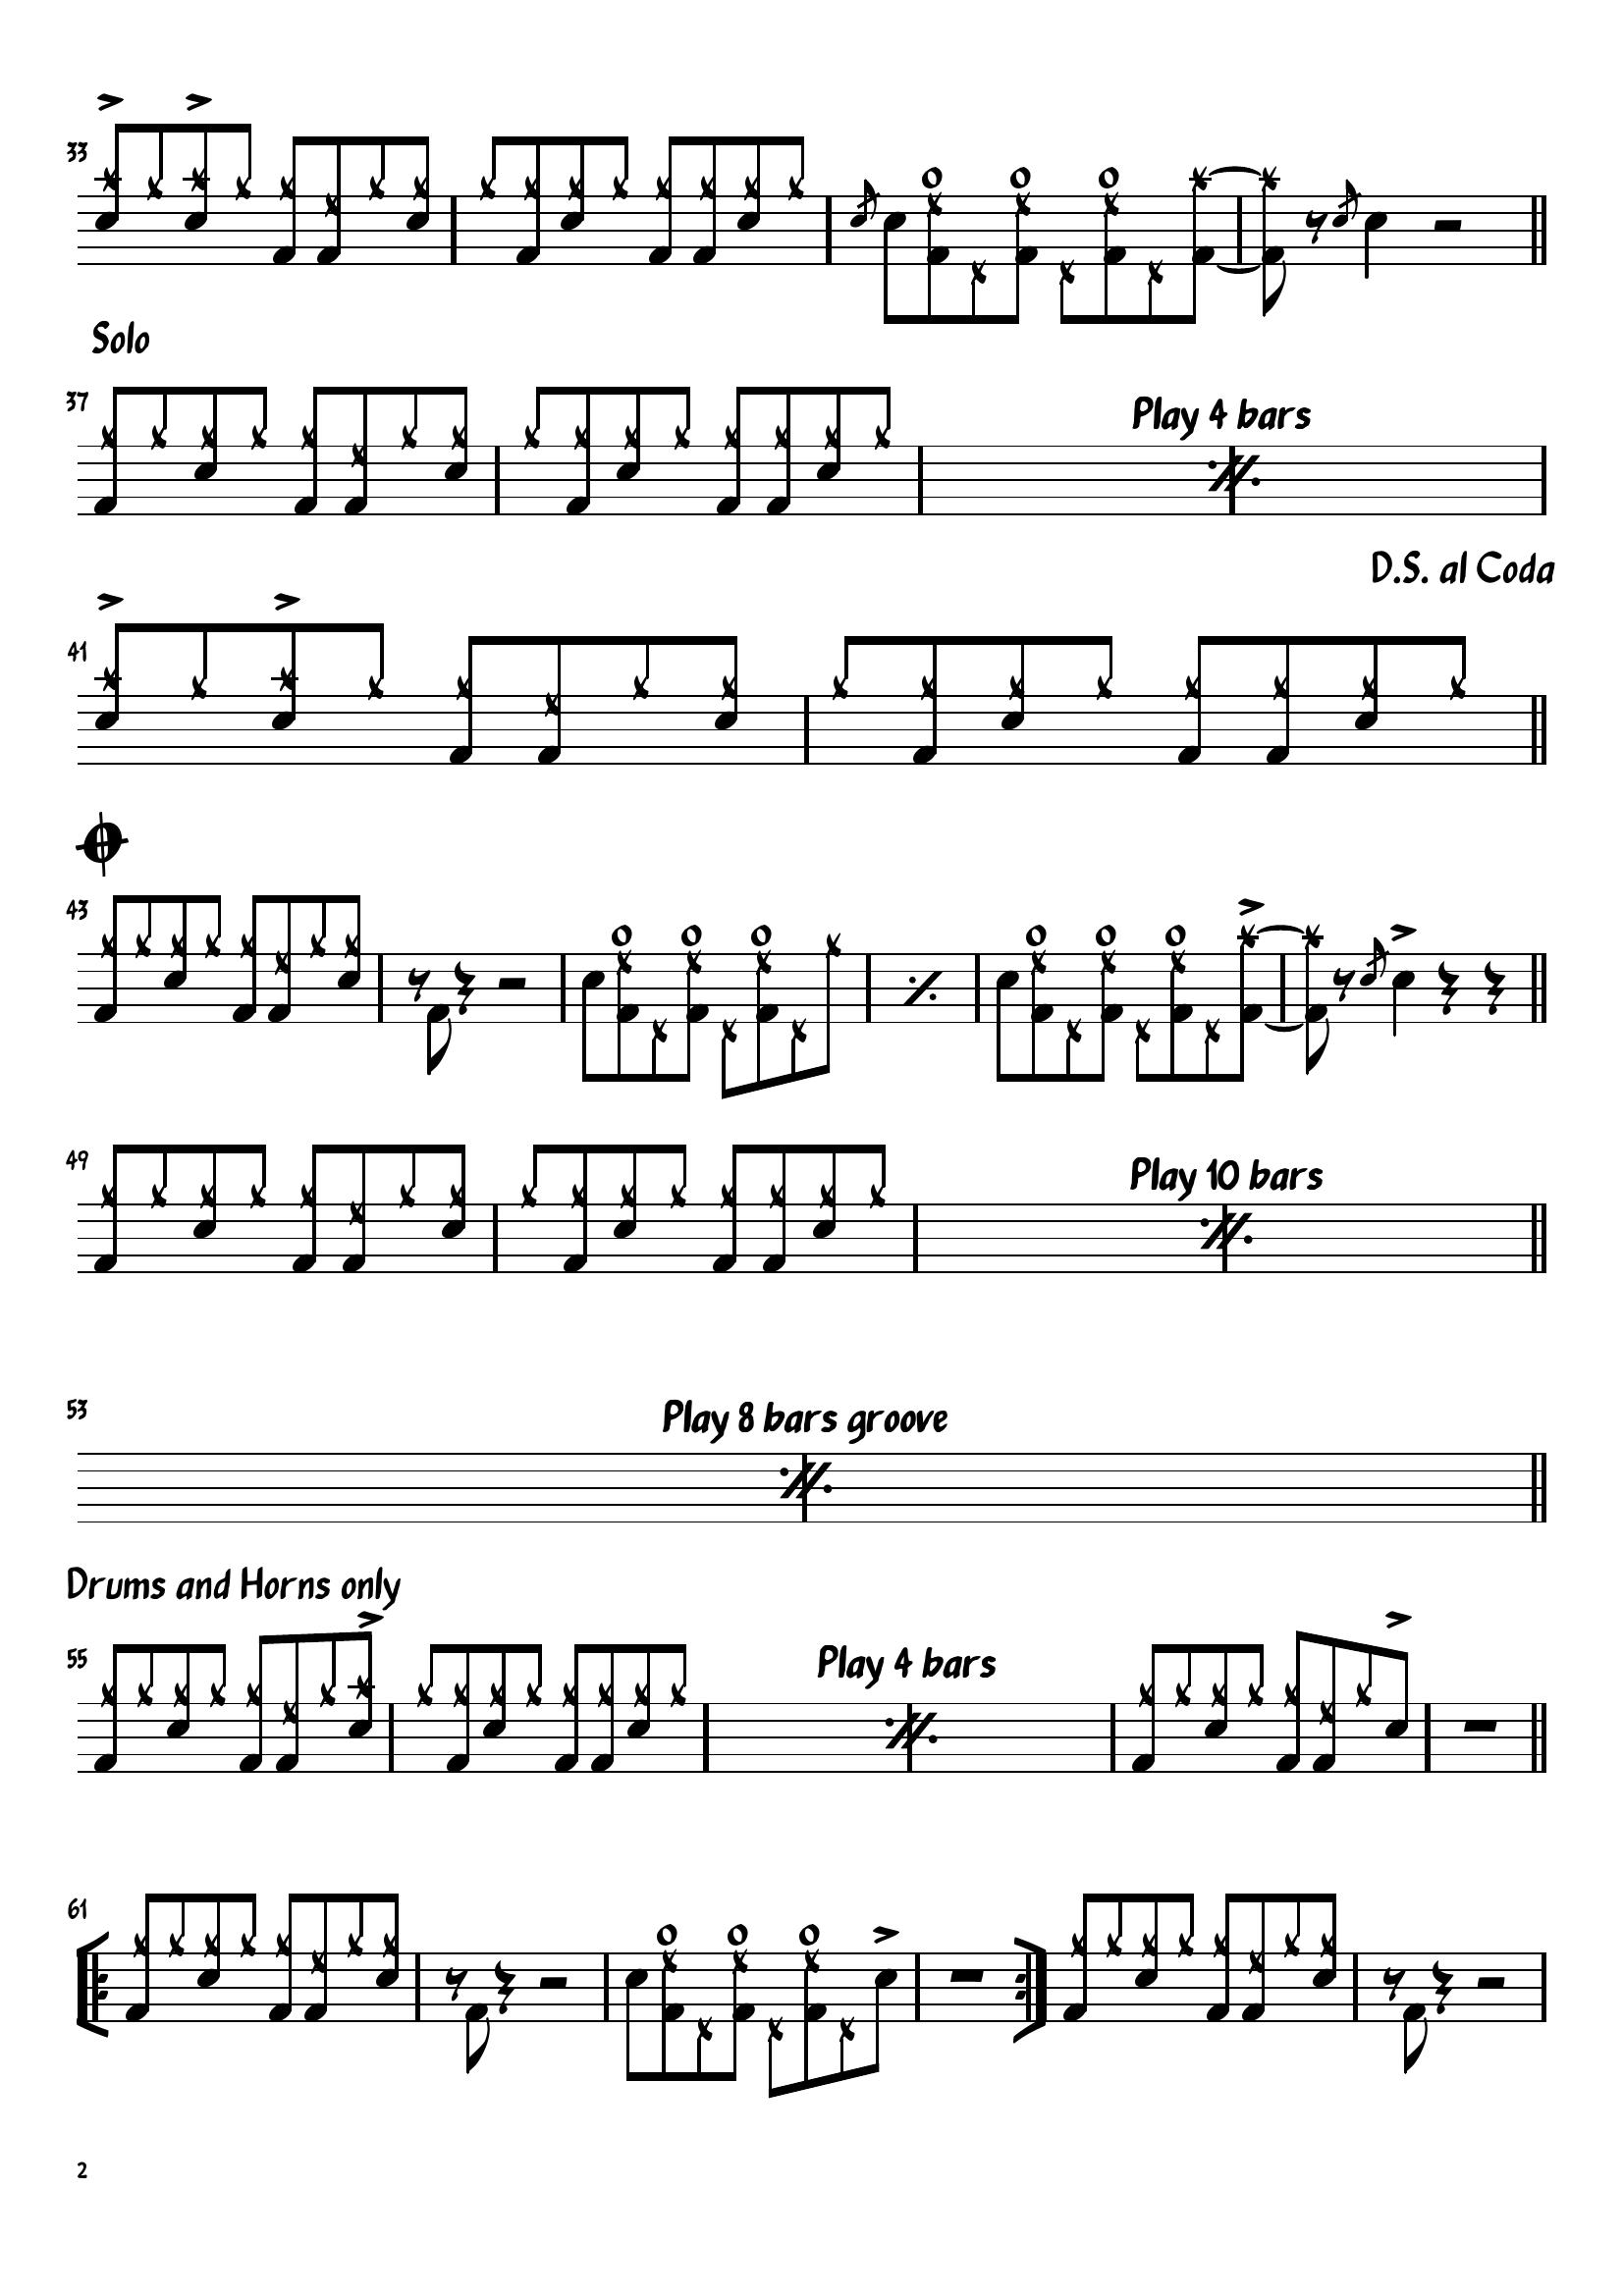 33
Solo
37
Play 4 bars
D.S. al Coda
41
43
49
Play 10 bars
53
Play 8 bars groove
Drums and Horns only
55
Play 4 bars
61
2